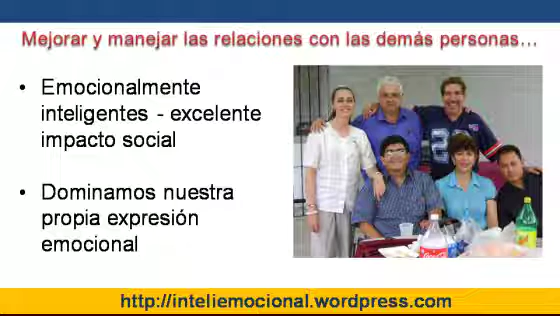 Mejorar y manejar las relaciones con las demás personas...
• Emocionalmente
inteligentes - excelente
impacto social
• Dominamos nuestra
propia expresión
emocional
http://inteliemocional.wordpress.com